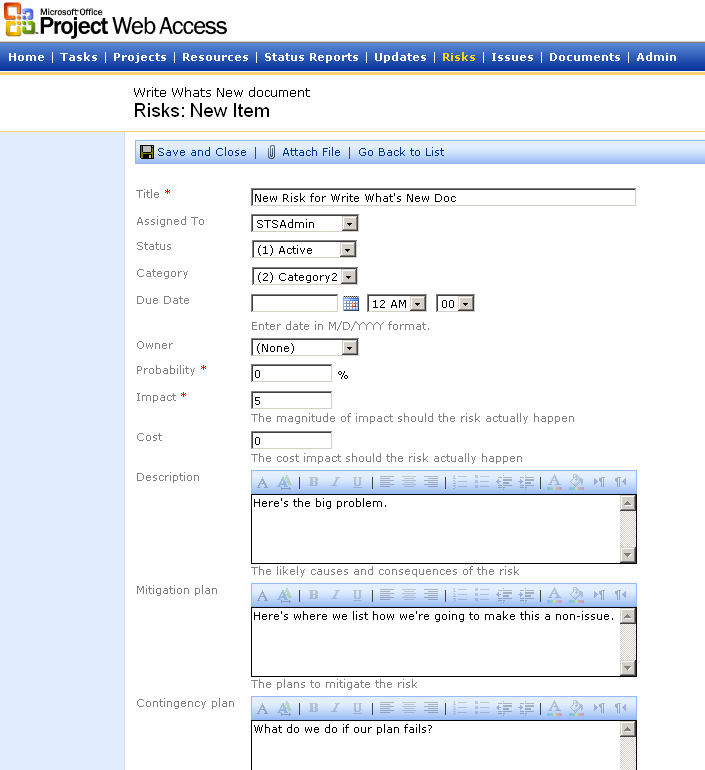 Microsoft Office
Project Web Access
Home | Tasks | Projects | Resources | Status Reports | Updates | Risks | Issues | Documents | Admin
Write Whats New document
Risks: New Item
Save and Close | Attach File | Go Back to List
Title * New Risk for Write What's New Doc
Assigned To STSAdmin
Status (1) Active
Category (2) Category2
Due Date 12 AM 00
Enter date in M/D/YYYY format.
Owner (None)
Probability * 0 %
Impact * 5
The magnitude of impact should the risk actually happen
Cost 0
The cost impact should the risk actually happen
Description A A | B I U | A
Here's the big problem.
The likely causes and consequences of the risk
Mitigation plan A A | B I U | A
Here's where we list how we're going to make this a non-issue.
The plans to mitigate the risk
Contingency plan A A | B I U | A
What do we do if our plan fails?